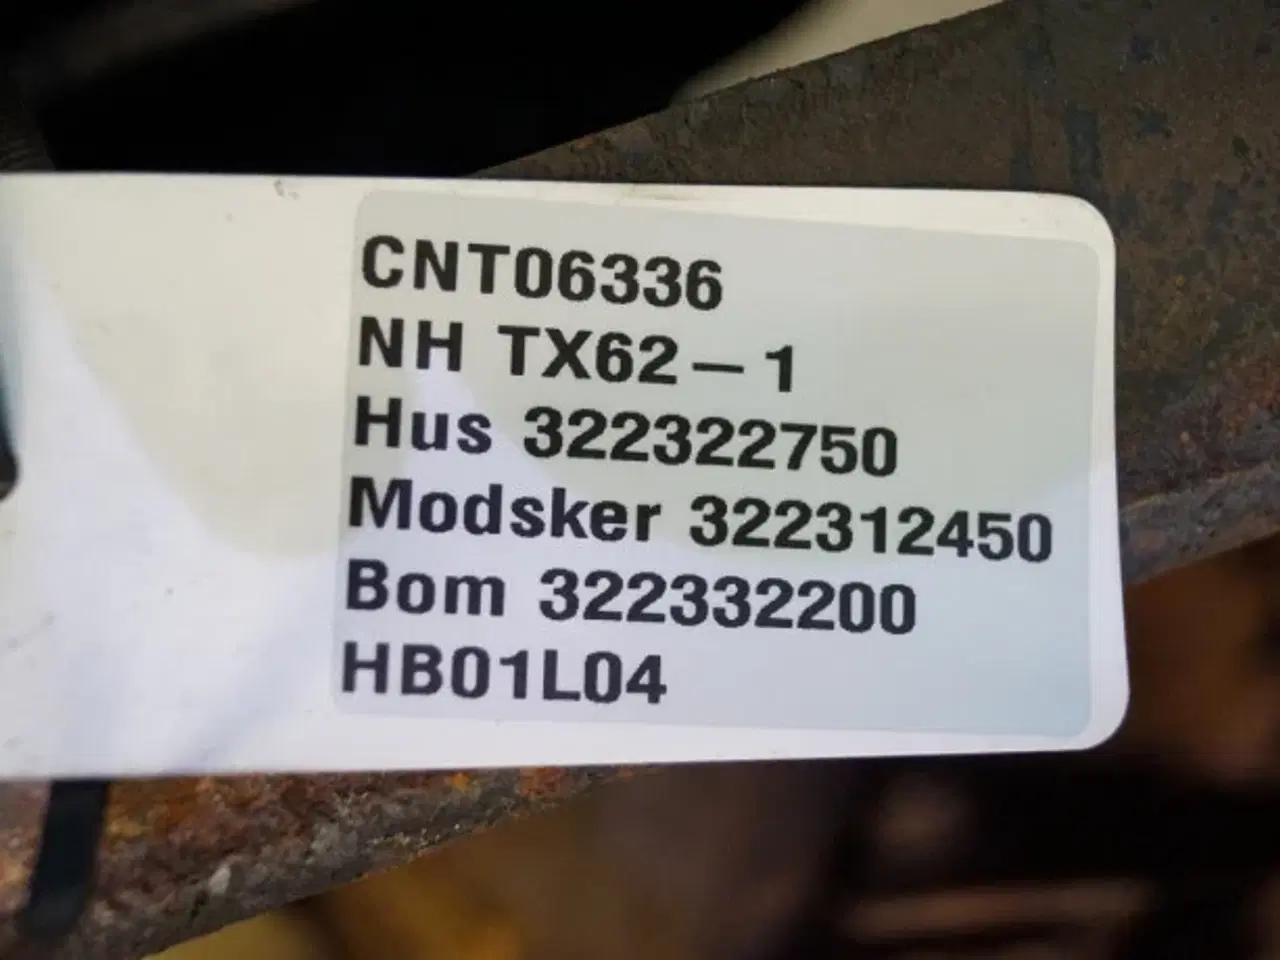 CNT06336
NH TX62-1
Hus 322322750
Modsker 322312450
Bom 322332200
HB01L04